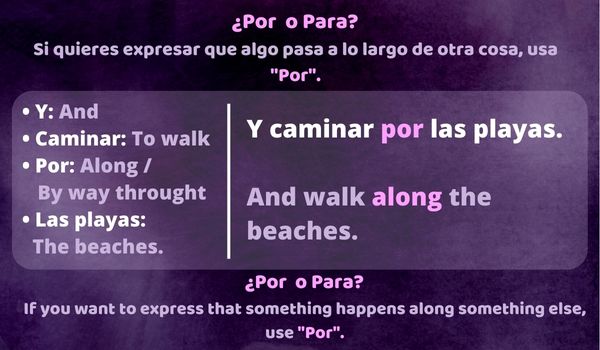 ¿Por o Para?
Si quieres expresar que algo pasa a lo largo de otra cosa, usa
"Por".
• Y: And
• Caminar: To walk
• Por: Along /
By way throught
• Las playas:
The beaches.
Y caminar por las playas.
And walk along the
beaches.
¿Por o Para?
If you want to express that something happens along something else,
use "Por".